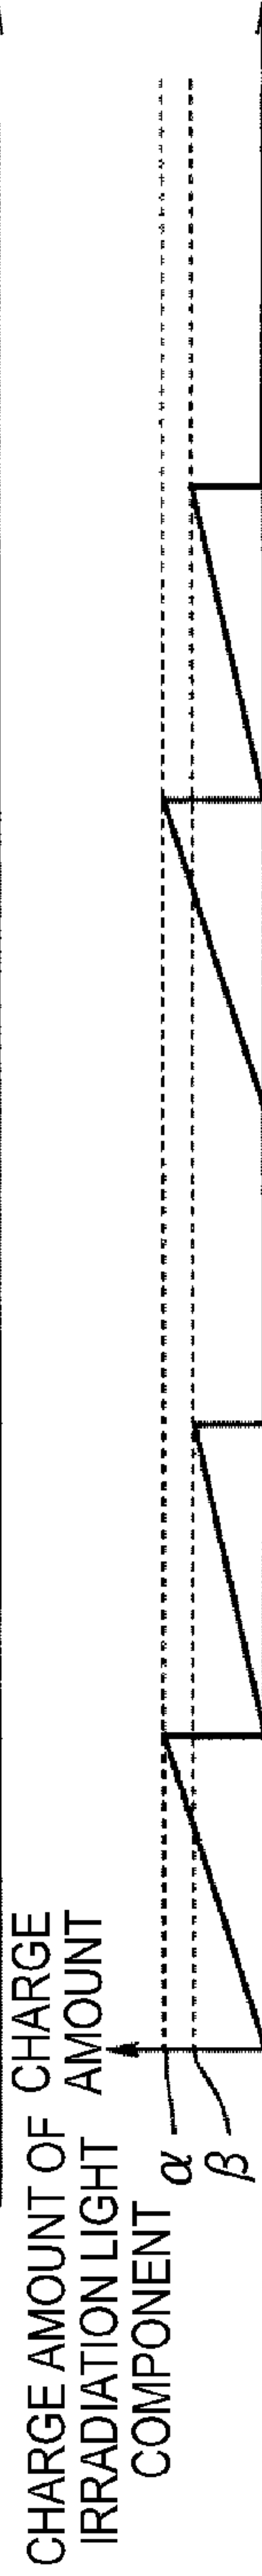 CHARGE AMOUNT OF
IRRADIATION LIGHT
COMPONENT
CHARGE
AMOUNT
α
β